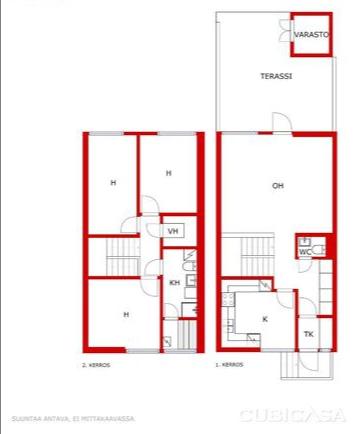 VARASTO
TERASSI
H
H
OH
VH
WC
KH
H
K
TK
2. KERROS
1. KERROS
SUUNTAA ANTAVA, EI MITTAKAAVASSA
CUBICASA